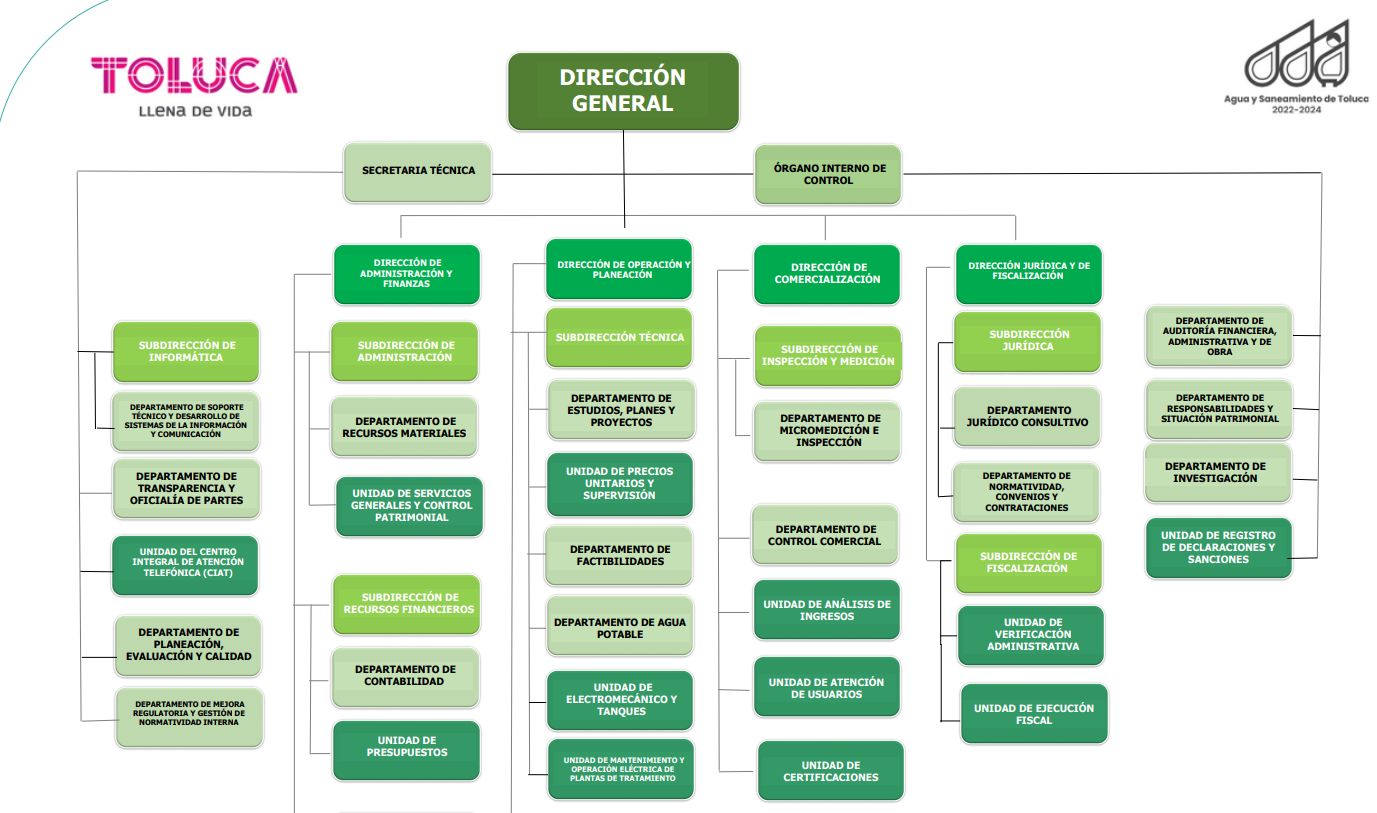 TOLUCA
LLENA DE VIDA
DIRECCIÓN
GENERAL
Agua y Saneamiento de Toluca
2022-2024
SECRETARIA TÉCNICA
ÓRGANO INTERNO DE
CONTROL
SUBDIRECCIÓN DE
INFORMÁTICA
DEPARTAMENTO DE SOPORTE
TÉCNICO Y DESARROLLO DE
SISTEMAS DE LA INFORMACIÓN
Y COMUNICACIÓN
DEPARTAMENTO DE
TRANSPARENCIA Y
OFICIALÍA DE PARTES
UNIDAD DEL CENTRO
INTEGRAL DE ATENCIÓN
TELEFÓNICA (CIAT)
DEPARTAMENTO DE
PLANEACIÓN,
EVALUACIÓN Y CALIDAD
DEPARTAMENTO DE MEJORA
REGULATORIA Y GESTIÓN DE
NORMATIVIDAD INTERNA
DIRECCIÓN DE
ADMINISTRACIÓN Y
FINANZAS
SUBDIRECCIÓN DE
ADMINISTRACIÓN
DEPARTAMENTO DE
RECURSOS MATERIALES
UNIDAD DE SERVICIOS
GENERALES Y CONTROL
PATRIMONIAL
SUBDIRECCIÓN DE
RECURSOS FINANCIEROS
DEPARTAMENTO DE
CONTABILIDAD
UNIDAD DE
PRESUPUESTOS
DIRECCIÓN DE OPERACIÓN Y
PLANEACIÓN
SUBDIRECCIÓN TÉCNICA
DEPARTAMENTO DE
ESTUDIOS, PLANES Y
PROYECTOS
UNIDAD DE PRECIOS
UNITARIOS Y
SUPERVISIÓN
DEPARTAMENTO DE
FACTIBILIDADES
DEPARTAMENTO DE AGUA
POTABLE
UNIDAD DE
ELECTROMECÁNICO Y
TANQUES
UNIDAD DE MANTENIMIENTO Y
OPERACIÓN ELÉCTRICA DE
PLANTAS DE TRATAMIENTO
DIRECCIÓN DE
COMERCIALIZACIÓN
SUBDIRECCIÓN DE
INSPECCIÓN Y MEDICIÓN
DEPARTAMENTO DE
MICROMEDICIÓN E
INSPECCIÓN
DEPARTAMENTO DE
CONTROL COMERCIAL
UNIDAD DE ANÁLISIS DE
INGRESOS
UNIDAD DE ATENCIÓN
DE USUARIOS
UNIDAD DE
CERTIFICACIONES
DIRECCIÓN JURÍDICA Y DE
FISCALIZACIÓN
SUBDIRECCIÓN
JURÍDICA
DEPARTAMENTO
JURÍDICO CONSULTIVO
DEPARTAMENTO DE
NORMATIVIDAD,
CONVENIOS Y
CONTRATACIONES
SUBDIRECCIÓN DE
FISCALIZACIÓN
UNIDAD DE
VERIFICACIÓN
ADMINISTRATIVA
UNIDAD DE EJECUCIÓN
FISCAL
DEPARTAMENTO DE
AUDITORÍA FINANCIERA,
ADMINISTRATIVA Y DE
OBRA
DEPARTAMENTO DE
RESPONSABILIDADES Y
SITUACIÓN PATRIMONIAL
DEPARTAMENTO DE
INVESTIGACIÓN
UNIDAD DE REGISTRO
DE DECLARACIONES Y
SANCIONES